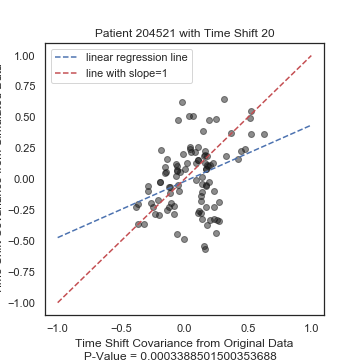 Patient 204521 with Time Shift 20
linear regression line
line with slope=1
1.00
0.75
0.50
0.25
0.00
−0.25
−0.50
−0.75
−1.00
−1.0
−0.5
0.0
0.5
1.0
Time Shift Covariance from Original Data
P-Value = 0.0003388501500353688